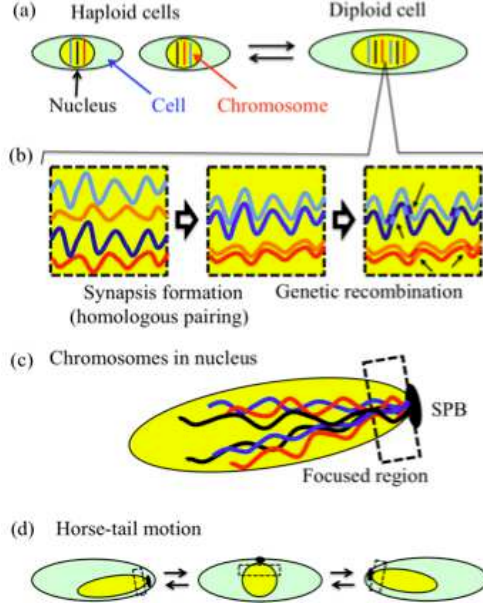 (a) Haploid cells Diploid cell
Nucleus Cell Chromosome
(b)
Synapsis formation Genetic recombination
(homologous pairing)
(c) Chromosomes in nucleus
SPB
Focused region
(d) Horse-tail motion